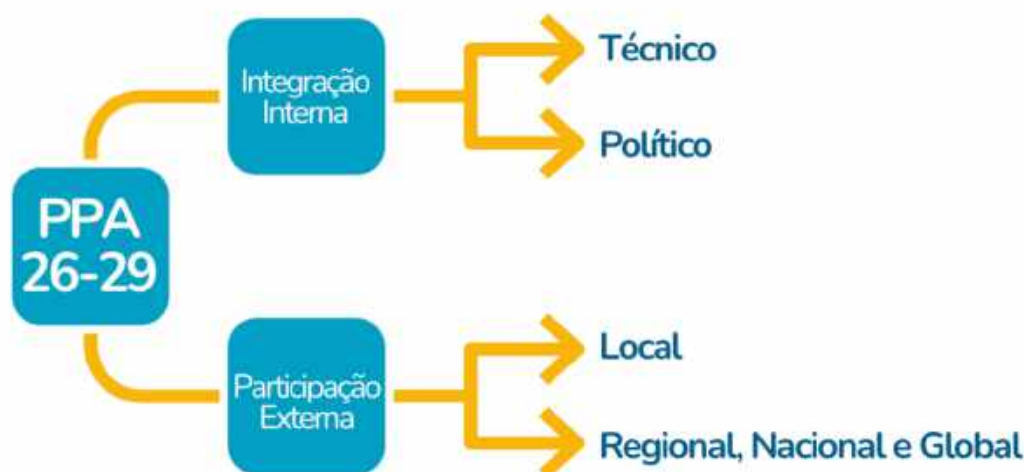 PPA
26-29
Integração
Interna
Técnico
Político
Participação
Externa
Local
Regional, Nacional e Global